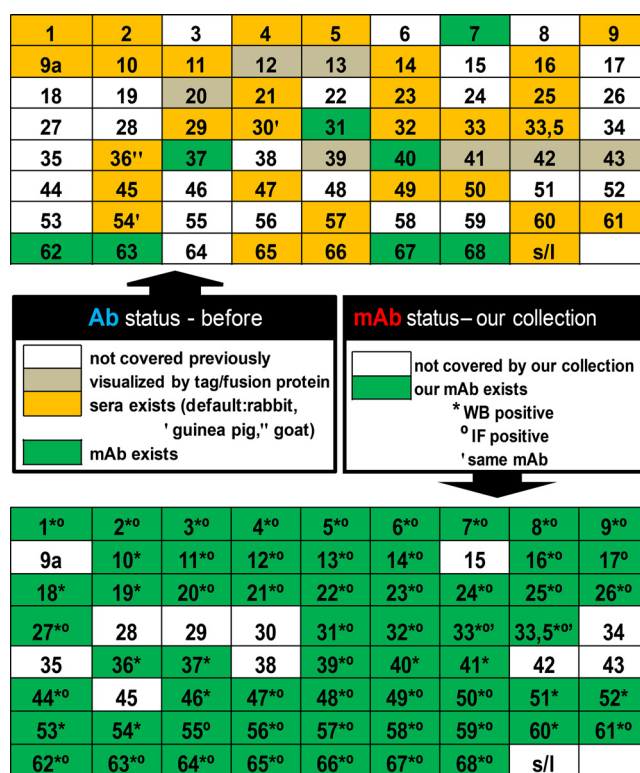 1 2 3 4 5 6 7 8 9
9a 10 11 12 13 14 15 16 17
18 19 20 21 22 23 24 25 26
27 28 29 30' 31 32 33 33,5 34
35 36'' 37 38 39 40 41 42 43
44 45 46 47 48 49 50 51 52
53 54' 55 56 57 58 59 60 61
62 63 64 65 66 67 68 s/l
Ab status - before
not covered previously
visualized by tag/fusion protein
sera exists (default:rabbit,
' guinea pig,'' goat)
mAb exists
mAb status– our collection
not covered by our collection
our mAb exists
* WB positive
º IF positive
' same mAb
1*º 2*º 3*º 4*º 5*º 6*º 7*º 8*º 9*º
9a 10* 11*º 12*º 13*º 14*º 15 16*º 17º
18* 19* 20*º 21*º 22*º 23*º 24*º 25*º 26*º
27*º 28 29 30 31*º 32*º 33*º' 33,5*º' 34
35 36* 37* 38 39*º 40* 41* 42 43
44*º 45 46* 47*º 48*º 49*º 50*º 51* 52*
53* 54* 55º 56*º 57*º 58*º 59*º 60* 61*º
62*º 63*º 64*º 65*º 66*º 67*º 68*º s/l